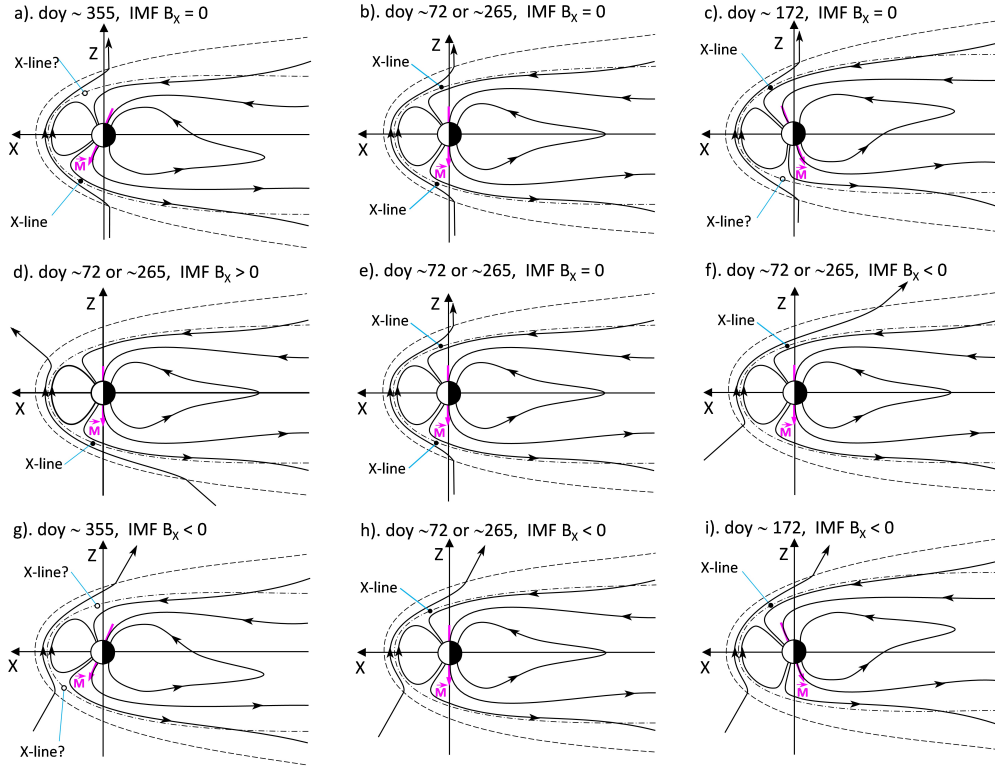 a). doy ~ 355, IMF Bₓ = 0
X-line?
Z
X
M⃗
X-line
b). doy ~72 or ~265, IMF Bₓ = 0
X-line
Z
X
M⃗
X-line
c). doy ~ 172, IMF Bₓ = 0
X-line
Z
X
M⃗
X-line?
d). doy ~72 or ~265, IMF Bₓ > 0
Z
X
M⃗
X-line
e). doy ~72 or ~265, IMF Bₓ = 0
X-line
Z
X
M⃗
X-line
f). doy ~72 or ~265, IMF Bₓ < 0
X-line
Z
X
M⃗
g). doy ~ 355, IMF Bₓ < 0
X-line?
Z
X
M⃗
X-line?
h). doy ~72 or ~265, IMF Bₓ < 0
X-line
Z
X
M⃗
i). doy ~ 172, IMF Bₓ < 0
X-line
Z
X
M⃗